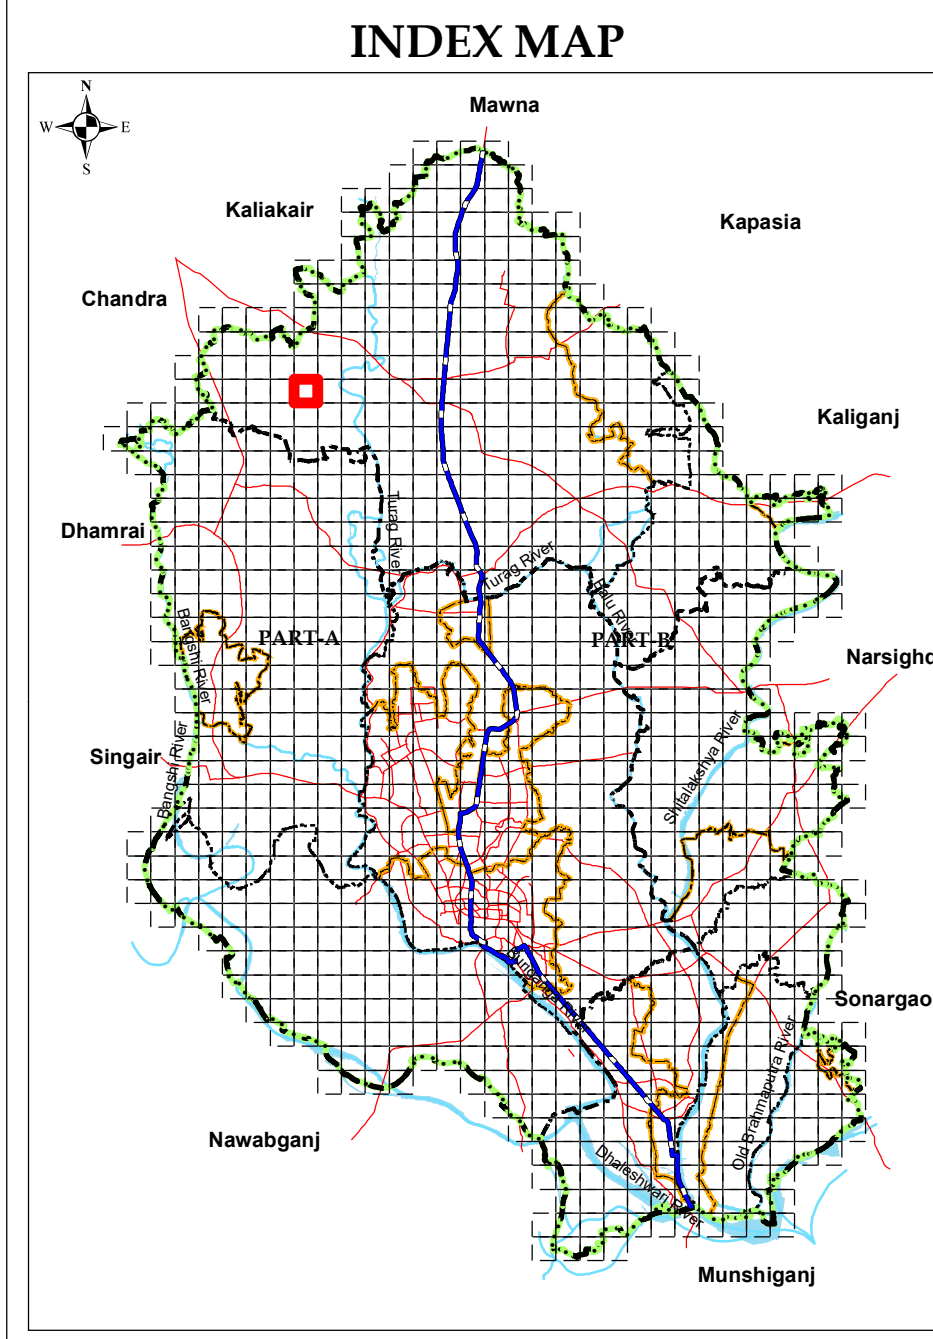 INDEX MAP
Mawna
N
W
E
S
Kaliakair
Kapasia
Chandra
Kaliganj
Dhamrai
Turag River
Turag River
Balu River
Bangshi River
PART-A
PART-B
Narsighd
Shitalakshya River
Singair
Bangshi River
Buriganga River
Sonargao
Old Brahmaputra River
Nawabganj
Dhaleshwari River
Munshiganj